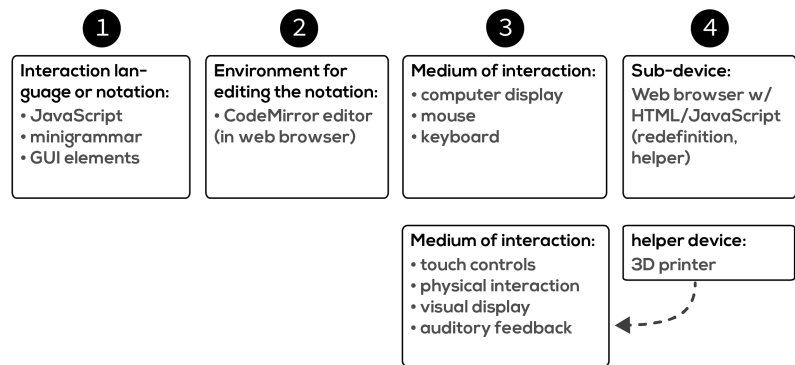 1
2
3
4
Interaction lan-
guage or notation:
• JavaScript
• minigrammar
• GUI elements
Environment for
editing the notation:
• CodeMirror editor
(in web browser)
Medium of interaction:
• computer display
• mouse
• keyboard
Sub-device:
Web browser w/
HTML/JavaScript
(redefinition,
helper)
Medium of interaction:
• touch controls
• physical interaction
• visual display
• auditory feedback
helper device:
3D printer